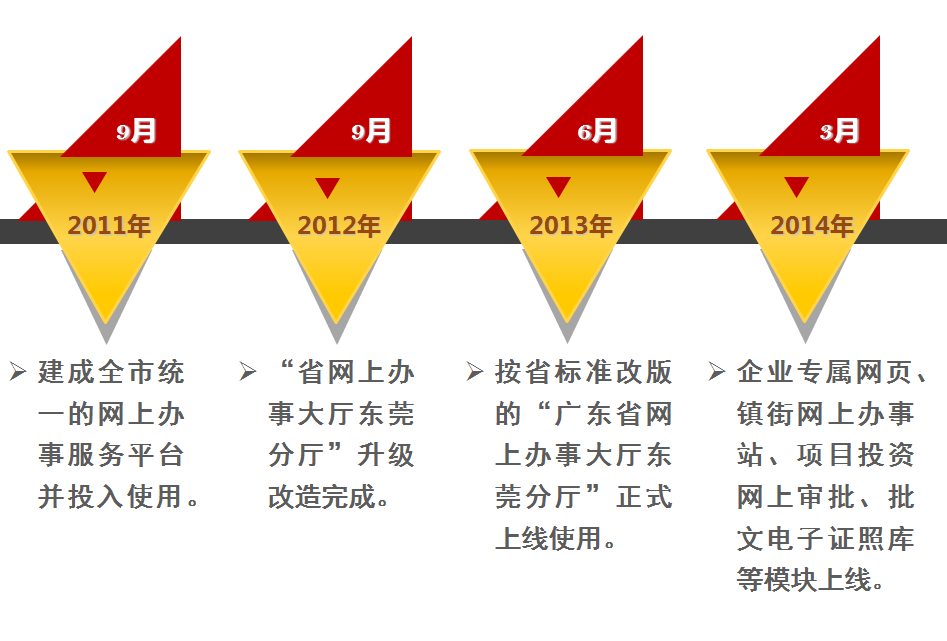 9月
2011年
建成全市统
一的网上办
事服务平台
并投入使用。
9月
2012年
“省网上办
事大厅东莞
分厅”升级
改造完成。
6月
2013年
按省标准改版
的“广东省网
上办事大厅东
莞分厅”正式
上线使用。
3月
2014年
企业专属网页、
镇街网上办事
站、项目投资
网上审批、批
文电子证照库
等模块上线。